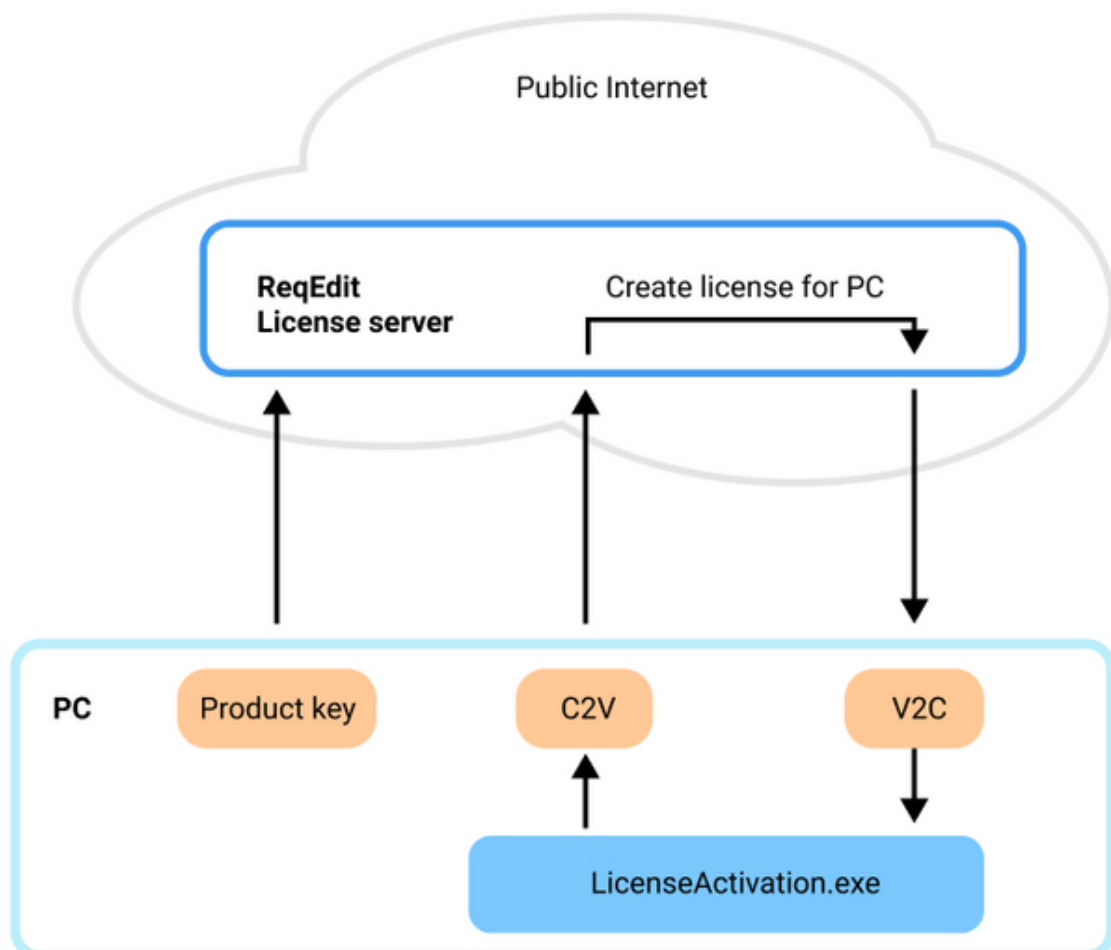 Public Internet
ReqEdit
License server
Create license for PC
PC
Product key
C2V
V2C
LicenseActivation.exe